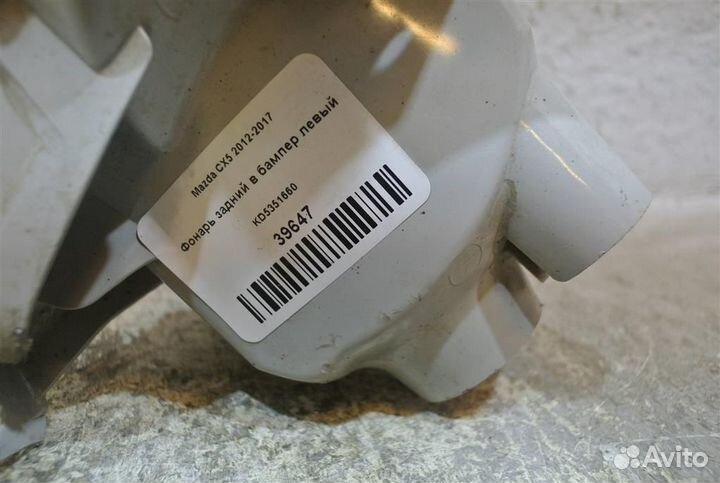 Mazda CX5 2012-2017
Фонарь задний в бампер левый
KD5351660
39647
Avito